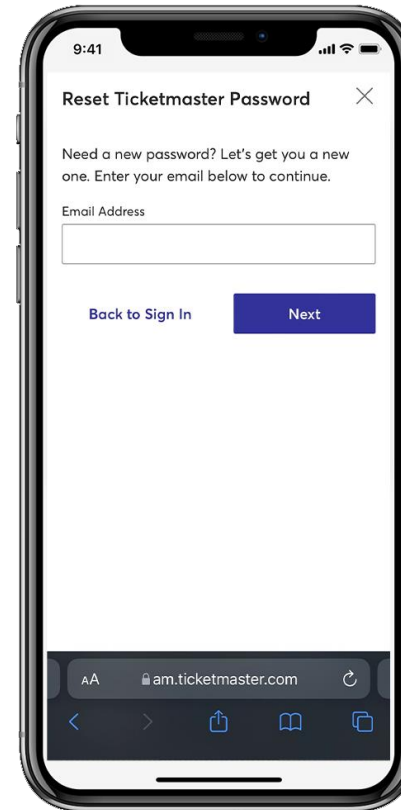 9:41
Reset Ticketmaster Password
Need a new password? Let's get you a new
one. Enter your email below to continue.
Email Address
Back to Sign In
Next
AA
am.ticketmaster.com